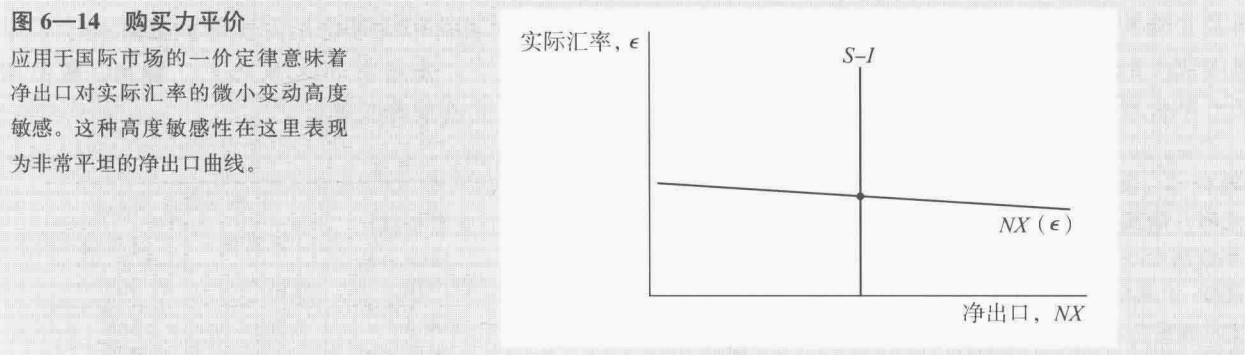 图 6—14 购买力平价
应用于国际市场的一价定律意味着
净出口对实际汇率的微小变动高度
敏感。这种高度敏感性在这里表现
为非常平坦的净出口曲线。
实际汇率，ϵ
S–I
NX（ϵ）
净出口，NX